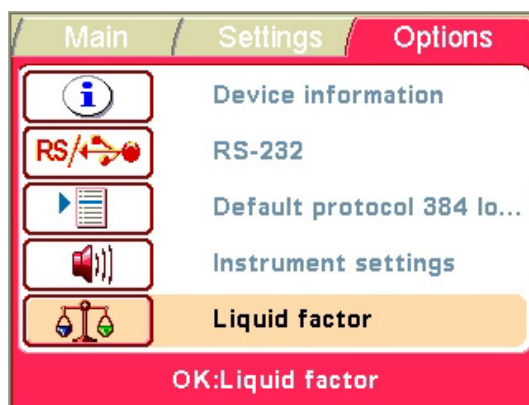 Main Settings Options
Device information
RS/ RS-232
Default protocol 384 lo...
Instrument settings
Liquid factor
OK:Liquid factor